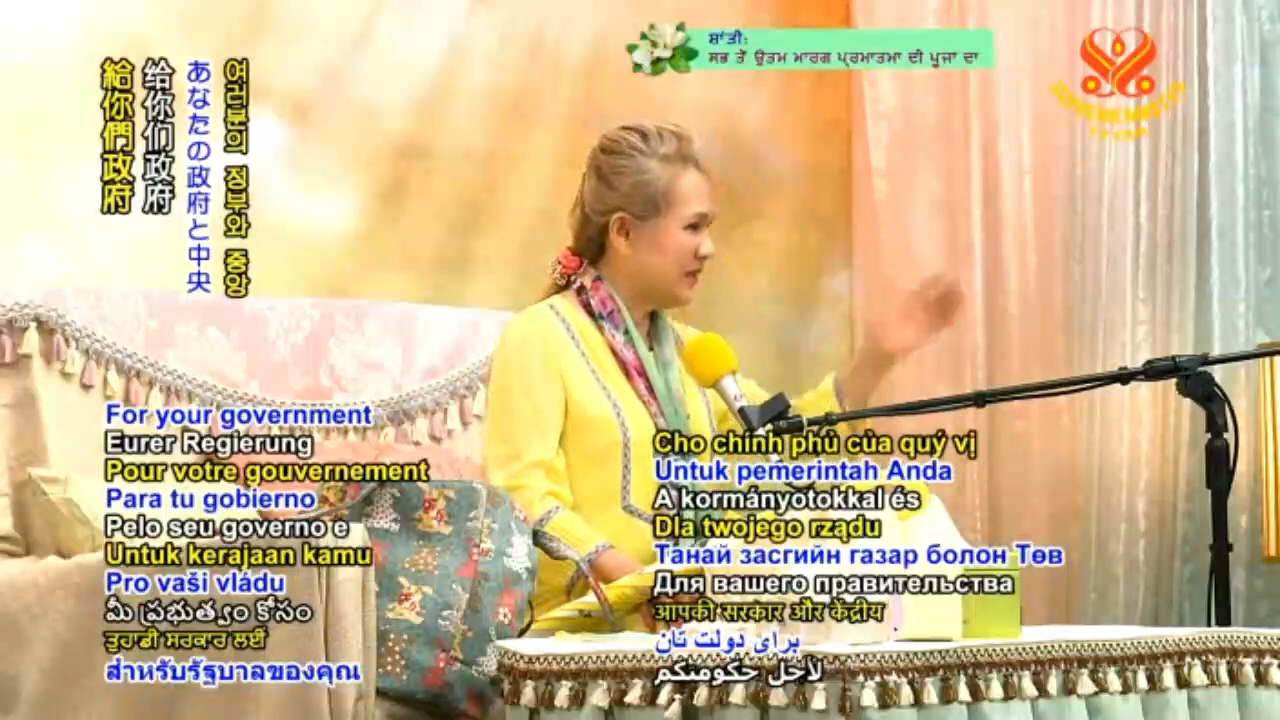 ਸ਼ਾਂਤੀ:
ਸਭ ਤੋਂ ਉਤਮ ਮਾਰਗ ਪ੍ਰਮਾਤਮਾ ਦੀ ਪੂਜਾ ਦਾ
給你們政府
给你们政府
あなたの政府と中央
여러분의 정부와 중앙
For your government
Eurer Regierung
Pour votre gouvernement
Para tu gobierno
Pelo seu governo e
Untuk kerajaan kamu
Pro vaši vládu
మీ ప్రభుత్వం కోసం
ਤੁਹਾਡੀ ਸਰਕਾਰ ਲਈ
สำหรับรัฐบาลของคุณ
Cho chính phủ của quý vị
Untuk pemerintah Anda
A kormányotokkal és
Dla twojego rządu
Танай засгийн газар болон Төв
Для вашего правительства
आपकी सरकार और केंद्रीय
برای دولت تان
لأجل حكومتكم